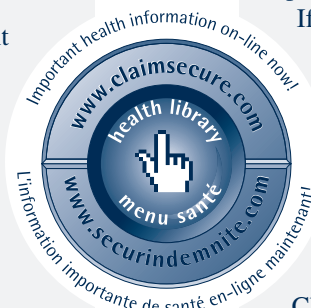 Important health information on-line now!
www.claimsecure.com
health library
menu santé
www.securindemnite.com
L'information importante de santé en-ligne maintenant!
If